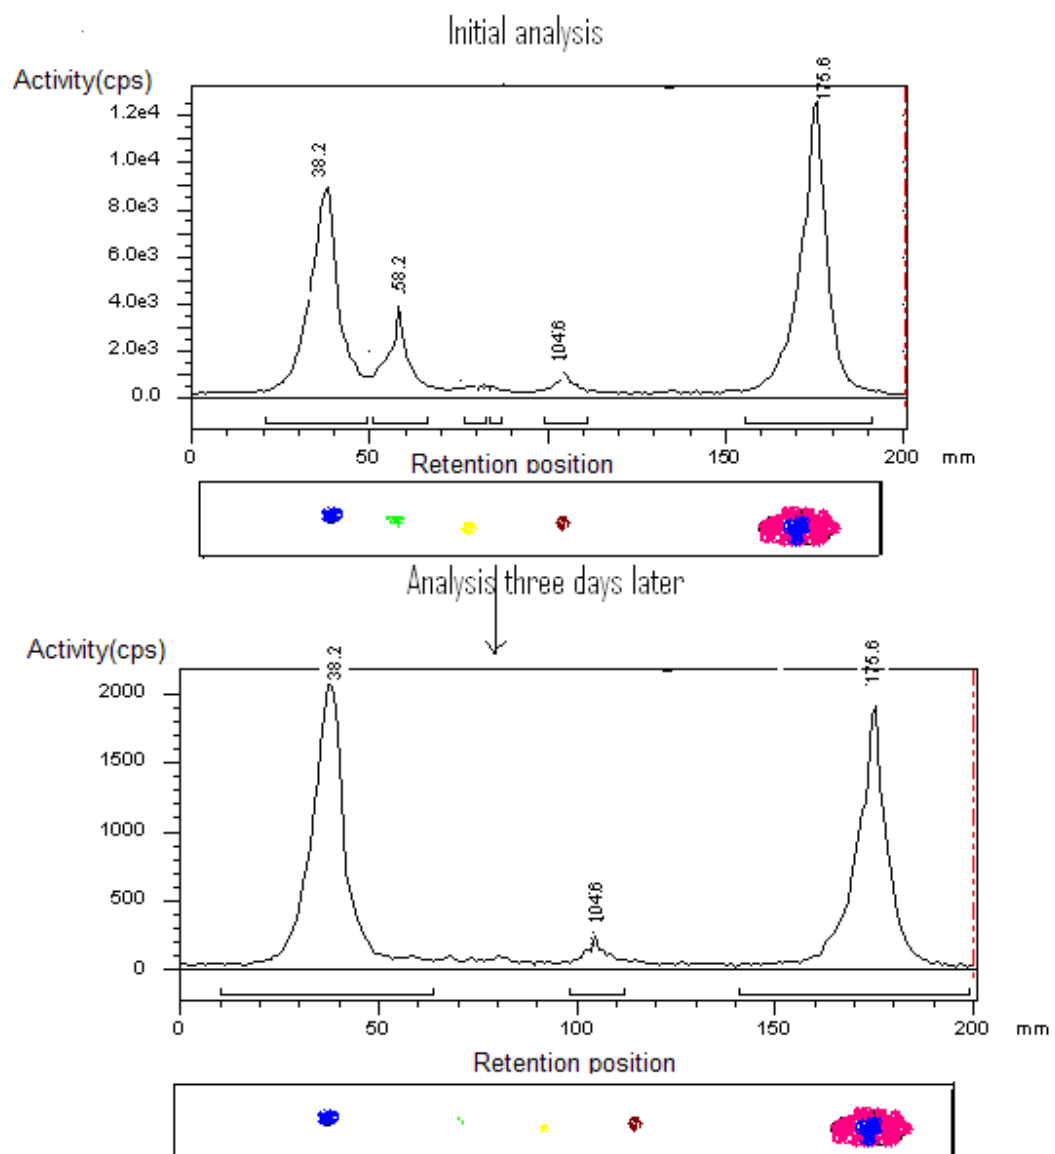 Initial analysis
Activity(cps)
1.2e4
1.0e4
8.0e3
6.0e3
4.0e3
2.0e3
0.0
38.2
58.2
104.6
175.6
0 50 150 200 mm
Retention position
Analysis three days later
Activity(cps)
2000
1500
1000
500
0
38.2
104.6
175.6
0 50 100 150 200 mm
Retention position